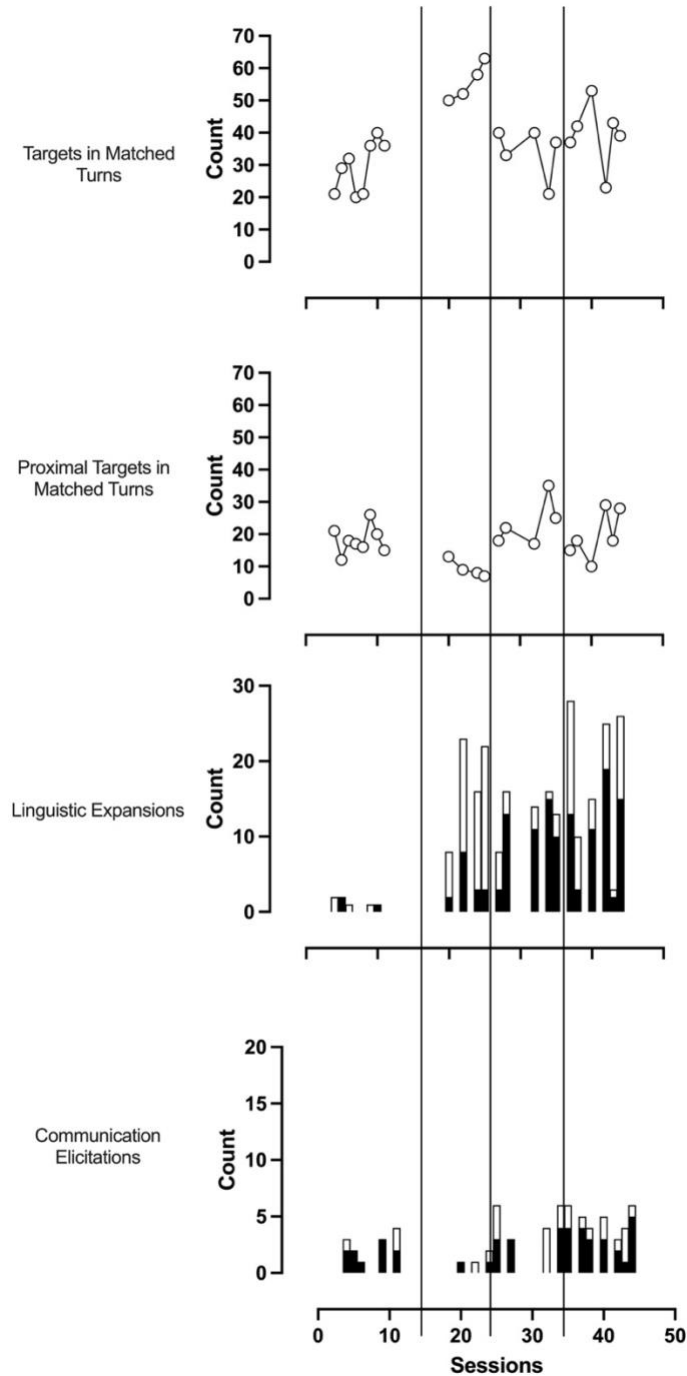 70
60
50
40
30
20
10
0
Count
Targets in Matched
Turns
70
60
50
40
30
20
10
0
Count
Proximal Targets in
Matched Turns
30
20
10
0
Count
Linguistic Expansions
20
15
10
5
0
Count
Communication
Elicitations
0 10 20 30 40 50
Sessions